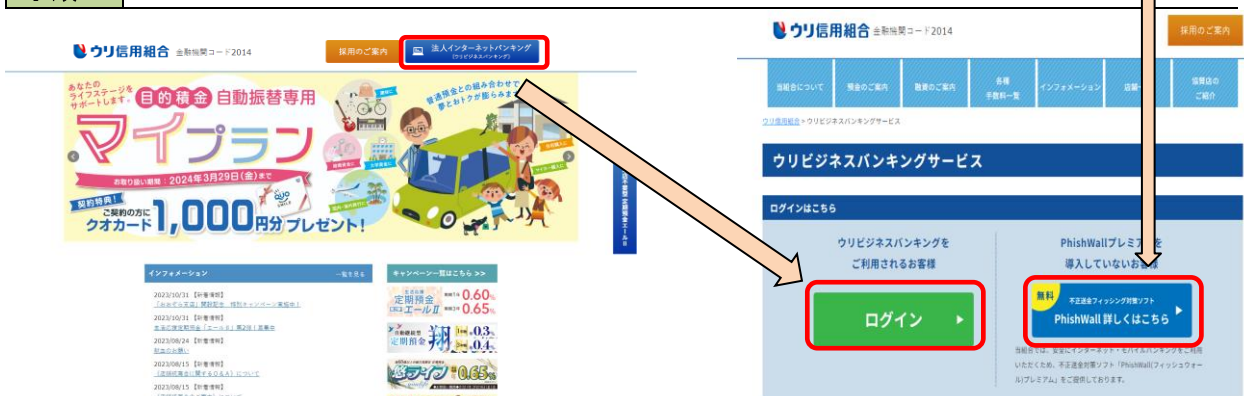 ウリ信用組合 金融機関コード2014
採用のご案内
法人インターネットバンキング
(ウリビジネスバンキング)
あなたの
ライフステージを
サポートします。
目的積金 自動振替専用
マイプラン
普通預金との組み合わせで
夢とおトクが膨らみます
お取り扱い期間:2024年3月29日(金)まで
契約特典!
ご契約の方に
クオカード1,000円分プレゼント!
インフォメーション
一覧を見る
2023/10/31 【新着情報】
2023/10/31 【新着情報】
2023/08/24 【新着情報】
2023/08/15 【新着情報】
2023/08/15 【新着情報】
キャンペーン一覧はこちら >>
定期預金
エールⅡ
0.60%
0.65%
定期預金 翔
0.3%
0.4%
0.65%
ウリ信用組合 金融機関コード2014
採用のご案内
当組合について
預金のご案内
融資のご案内
各種
手数料一覧
インフォメーション
店舗
協賛店の
ご紹介
ウリ信用組合 > ウリビジネスバンキングサービス
ウリビジネスバンキングサービス
ログインはこちら
ウリビジネスバンキングを
ご利用されるお客様
ログイン
PhishWallプレミアムを
導入していないお客様
無料
不正送金フィッシング対策ソフト
PhishWall 詳しくはこちら
当組合では、安全にインターネット・モバイルバンキングをご利用
いただくため、不正送金対策ソフト「PhishWall(フィッシュウォー
ル)プレミアム」をご提供しております。